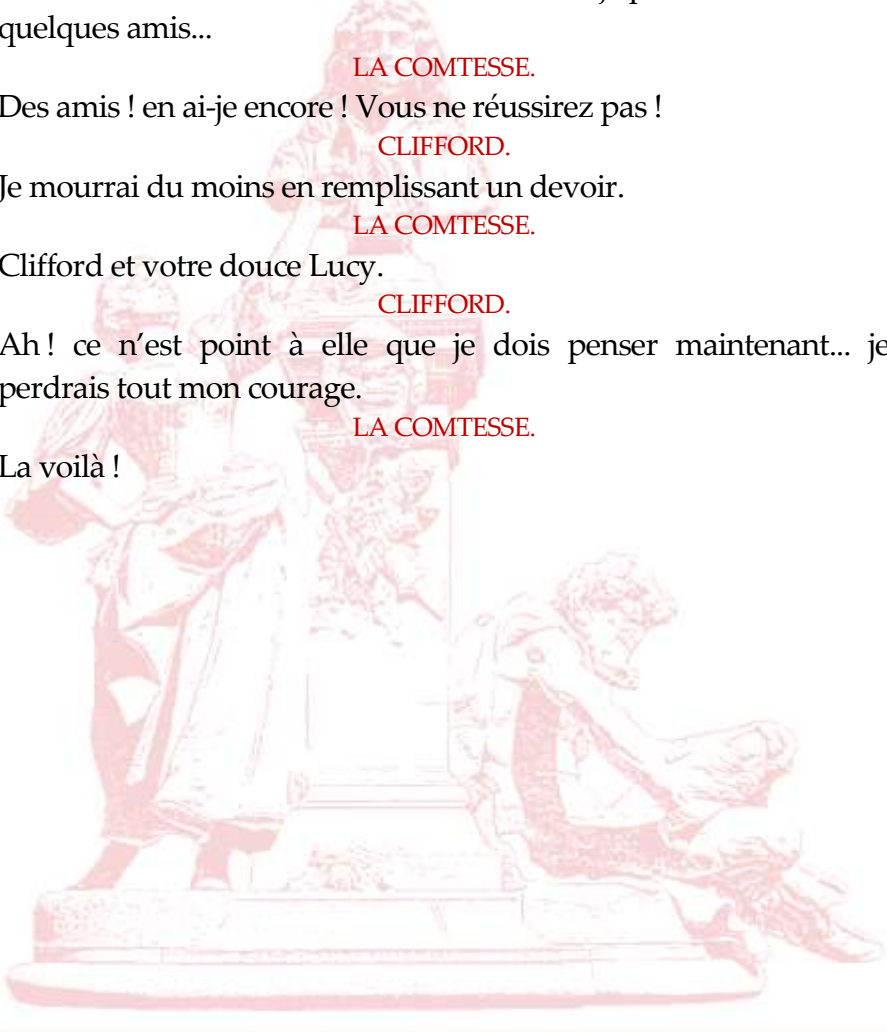 quelques amis...
LA COMTESSE.
Des amis ! en ai-je encore ! Vous ne réussirez pas !
CLIFFORD.
Je mourrai du moins en remplissant un devoir.
LA COMTESSE.
Clifford et votre douce Lucy.
CLIFFORD.
Ah ! ce n’est point à elle que je dois penser maintenant... je
perdrais tout mon courage.
LA COMTESSE.
La voilà !